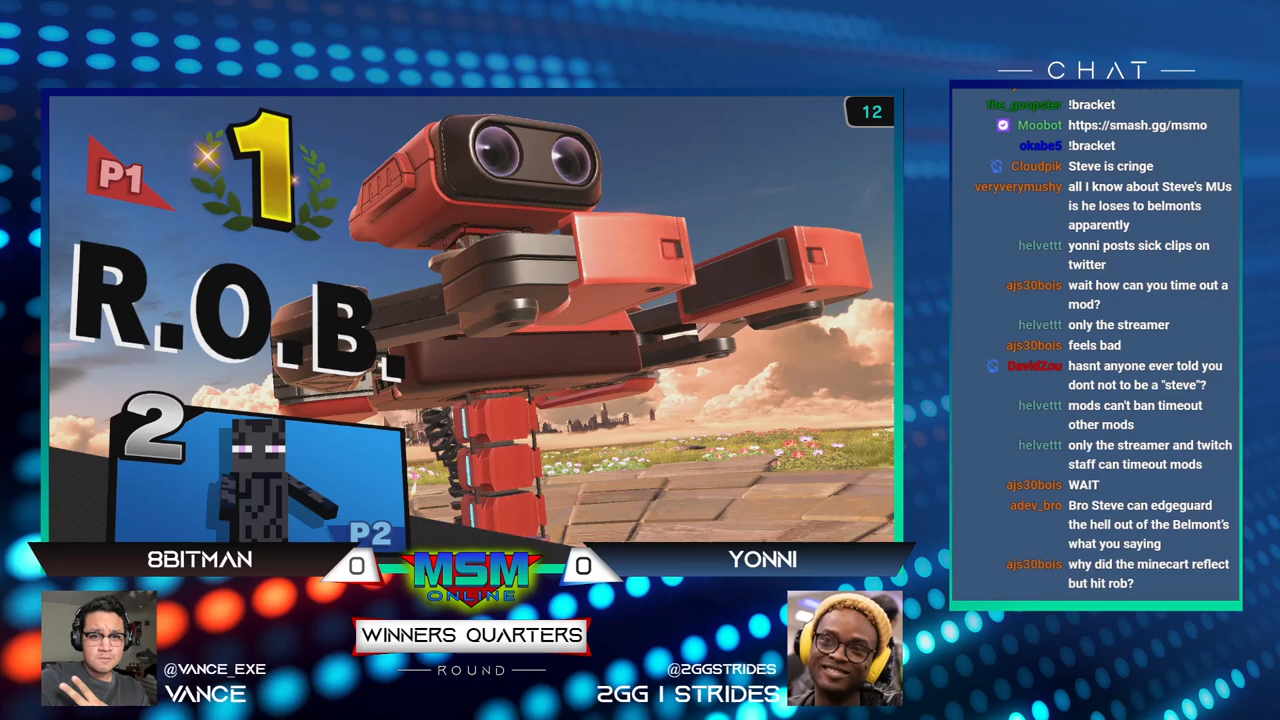 CHAT
the_goopster !bracket
Moobot https://smash.gg/msmo
okabe5 !bracket
Cloudpik Steve is cringe
veryverymushy all I know about Steve's MUs
is he loses to belmonts
apparently
helvettt yonni posts sick clips on
twitter
ajs30bois wait how can you time out a
mod?
helvettt only the streamer
ajs30bois feels bad
DavidZou hasnt anyone ever told you
dont not to be a "steve"?
helvettt mods can't ban timeout
other mods
helvettt only the streamer and twitch
staff can timeout mods
ajs30bois WAIT
adev_bro Bro Steve can edgeguard
the hell out of the Belmont's
what you saying
ajs30bois why did the minecart reflect
but hit rob?
12
P1
1
R.O.B.
2
P2
8BITMAN 0
MSM
ONLINE
0 YONNI
WINNERS QUARTERS
ROUND
@VANCE_EXE
VANCE
@2GGSTRIDES
2GG | STRIDES